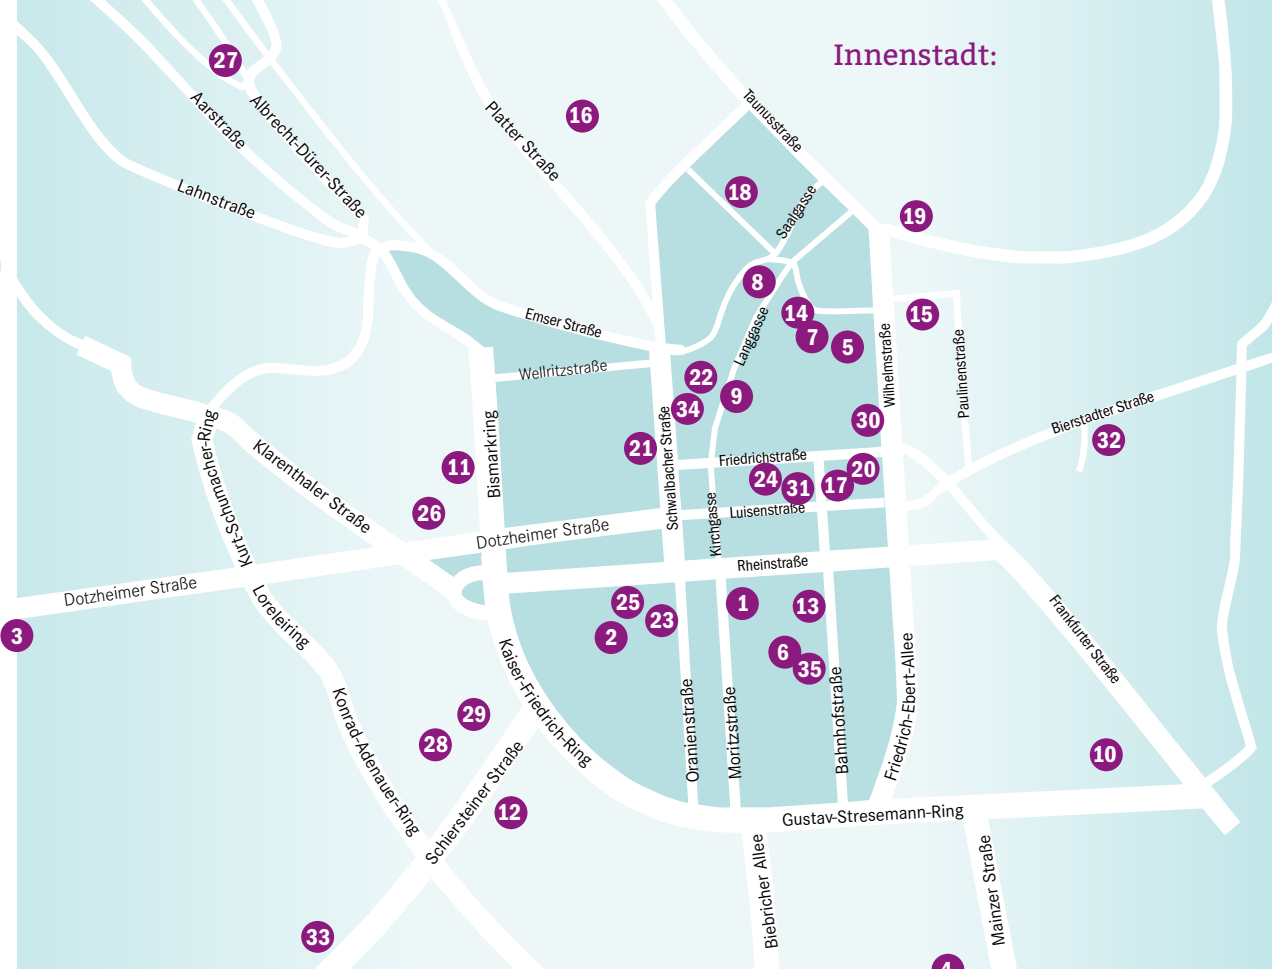 Innenstadt:
27
16
Aarstraße
Albrecht-Dürer-Straße
Platter Straße
Taunusstraße
Lahnstraße
18
Saalgasse
19
8
14
15
7
5
Emser Straße
Langgasse
Wilhelmstraße
Paulinenstraße
Wellritzstraße
22
9
34
30
Bierstadter Straße
32
Kurt-Schumacher-Ring
Klarenthaler Straße
Bismarkring
21
Schwalbacher Straße
11
Friedrichstraße
20
24
31
17
26
Kirchgasse
Luisenstraße
Dotzheimer Straße
Rheinstraße
Dotzheimer Straße
3
Loreleiring
25
23
2
1
13
6
35
Frankfurter Straße
Kaiser-Friedrich-Ring
Oranienstraße
Moritzstraße
Bahnhofstraße
Friedrich-Ebert-Allee
29
28
Konrad-Adenauer-Ring
Schiersteiner Straße
12
10
Gustav-Stresemann-Ring
Biebricher Allee
Mainzer Straße
33
4